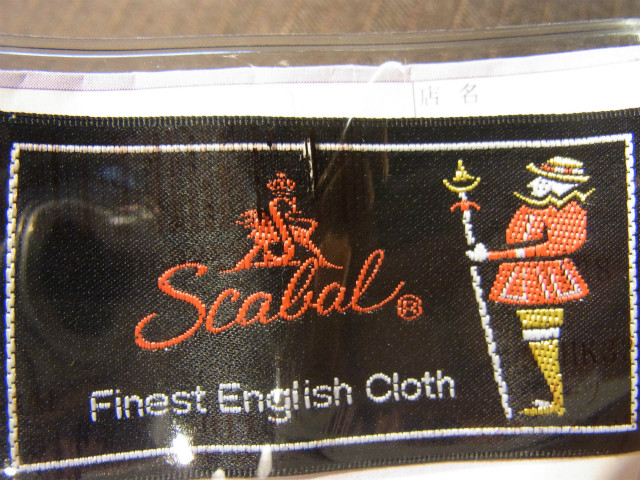 店 名
Scabal®
Finest English Cloth